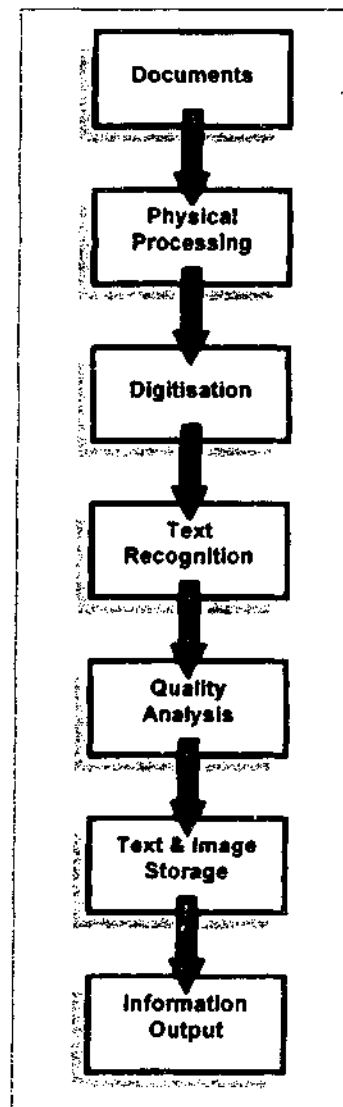 Documents
Physical
Processing
Digitisation
Text
Recognition
Quality
Analysis
Text & Image
Storage
Information
Output